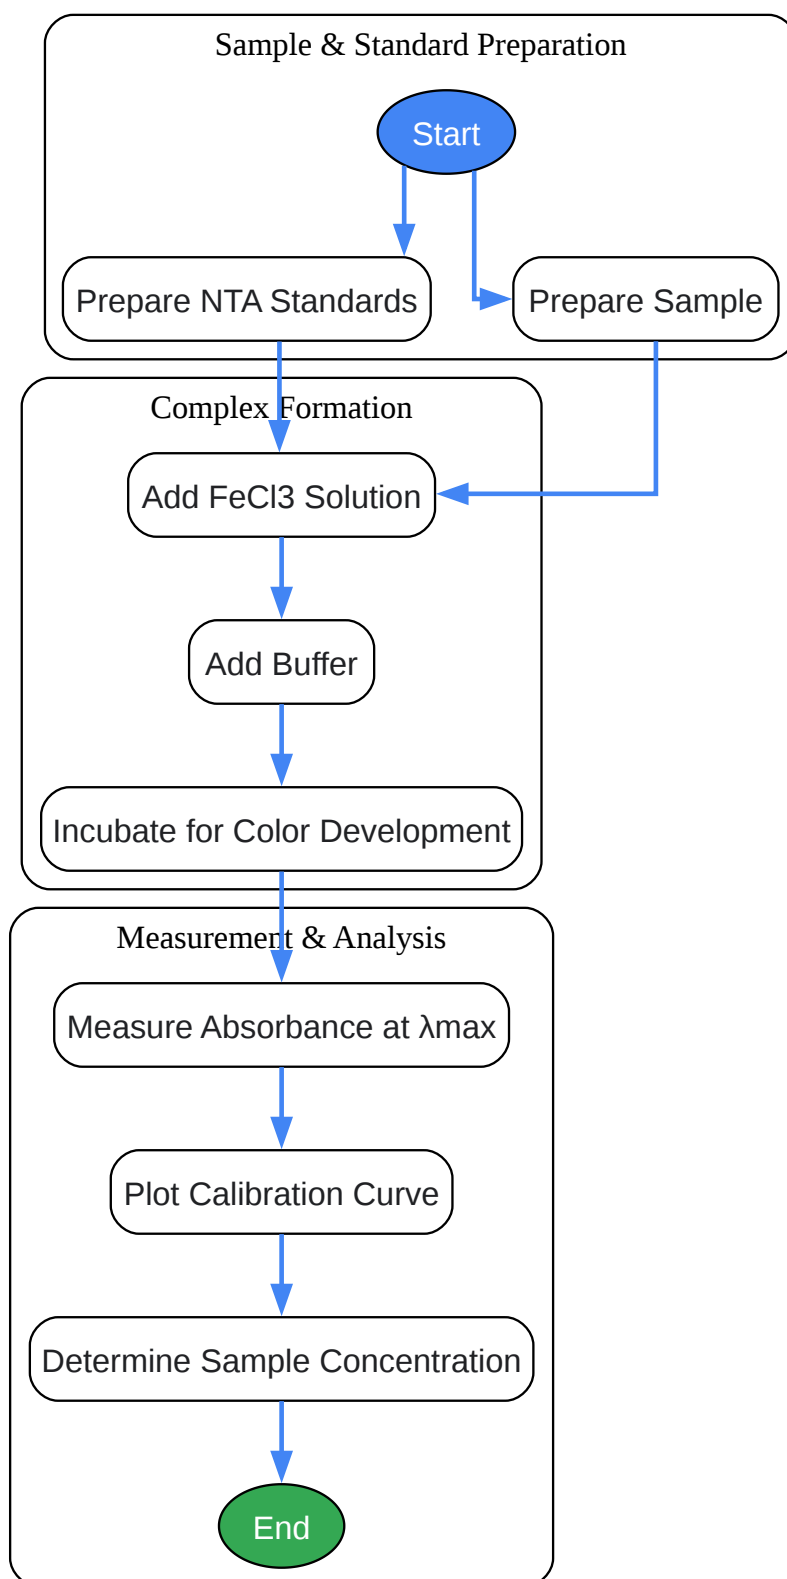 Sample & Standard Preparation
Start
Prepare NTA Standards
Prepare Sample
Complex Formation
Add FeCl3 Solution
Add Buffer
Incubate for Color Development
Measurement & Analysis
Measure Absorbance at λmax
Plot Calibration Curve
Determine Sample Concentration
End